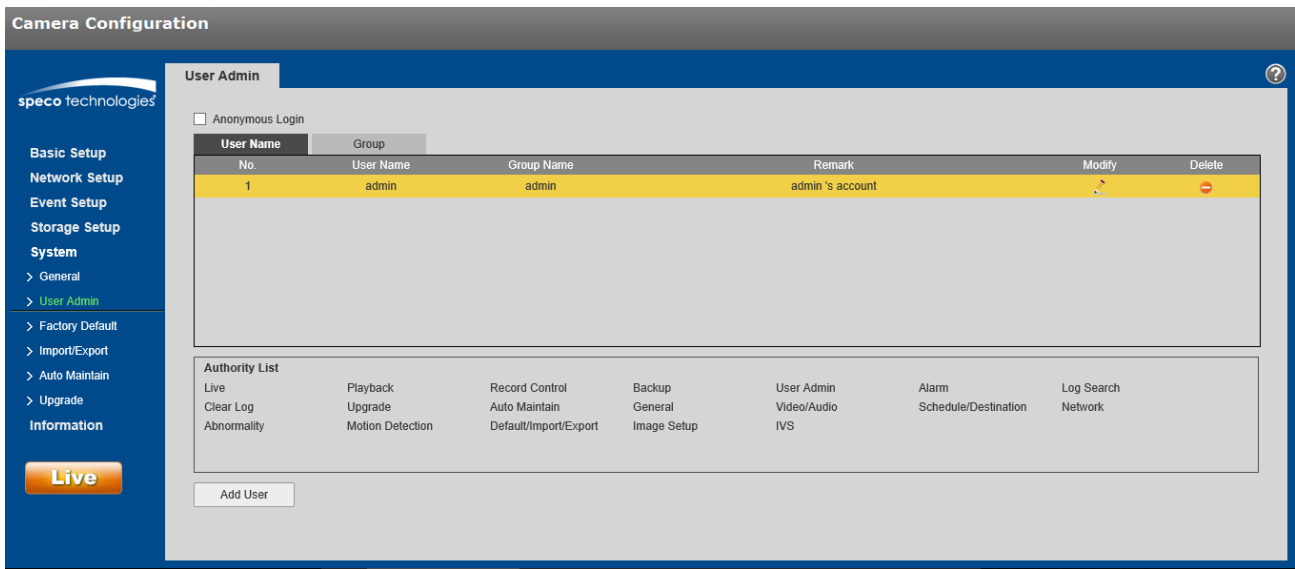 Camera Configuration
speco technologies
User Admin
?
Anonymous Login
User Name Group
No. User Name Group Name Remark Modify Delete
1 admin admin admin 's account
Basic Setup
Network Setup
Event Setup
Storage Setup
System
> General
> User Admin
> Factory Default
> Import/Export
> Auto Maintain
> Upgrade
Information
Live
Authority List
Live Playback Record Control Backup User Admin Alarm Log Search
Clear Log Upgrade Auto Maintain General Video/Audio Schedule/Destination Network
Abnormality Motion Detection Default/Import/Export Image Setup IVS
Add User